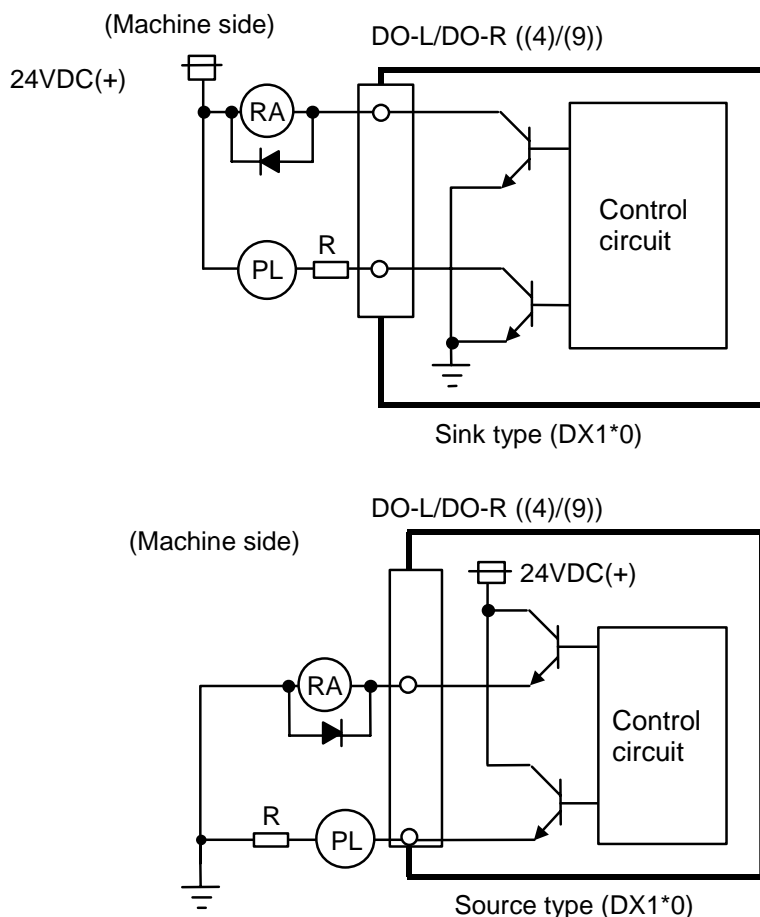 (Machine side)
DO-L/DO-R ((4)/(9))
24VDC(+)
RA
Control
circuit
R
PL
Sink type (DX1*0)
DO-L/DO-R ((4)/(9))
(Machine side)
24VDC(+)
RA
Control
circuit
R
PL
Source type (DX1*0)